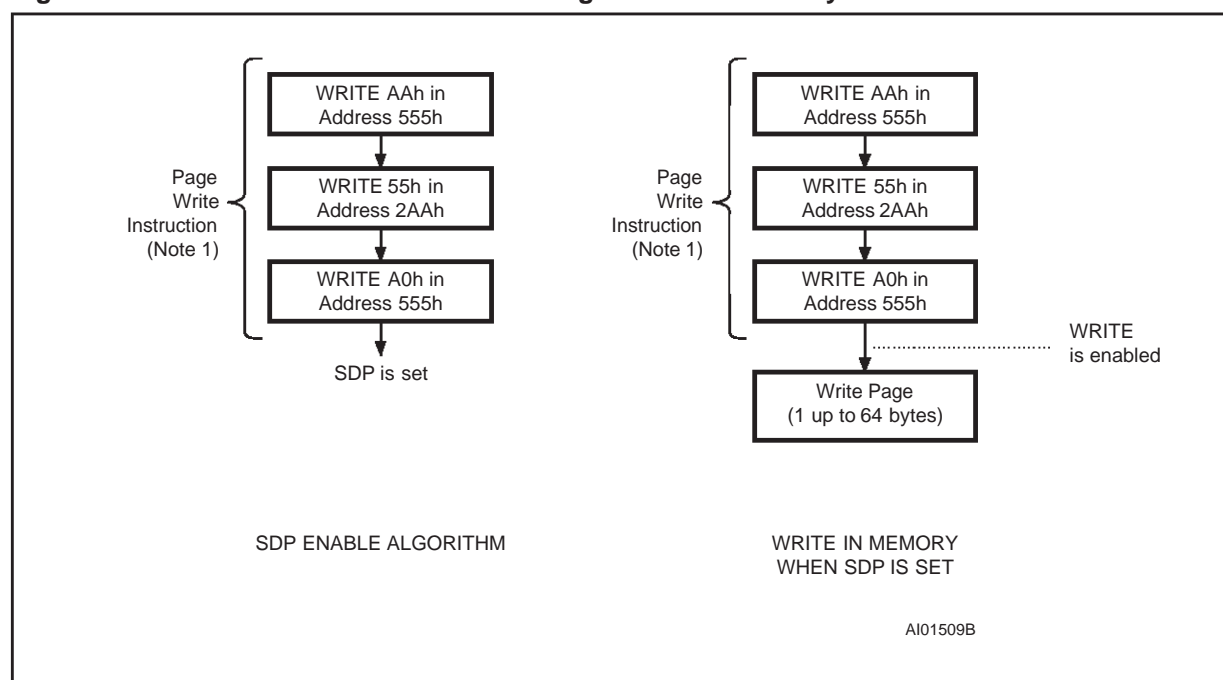 WRITE AAh in
Address 555h
WRITE 55h in
Address 2AAh
WRITE A0h in
Address 555h
Page
Write
Instruction
(Note 1)
SDP is set
SDP ENABLE ALGORITHM
WRITE AAh in
Address 555h
WRITE 55h in
Address 2AAh
WRITE A0h in
Address 555h
Page
Write
Instruction
(Note 1)
WRITE
is enabled
Write Page
(1 up to 64 bytes)
WRITE IN MEMORY
WHEN SDP IS SET
AI01509B